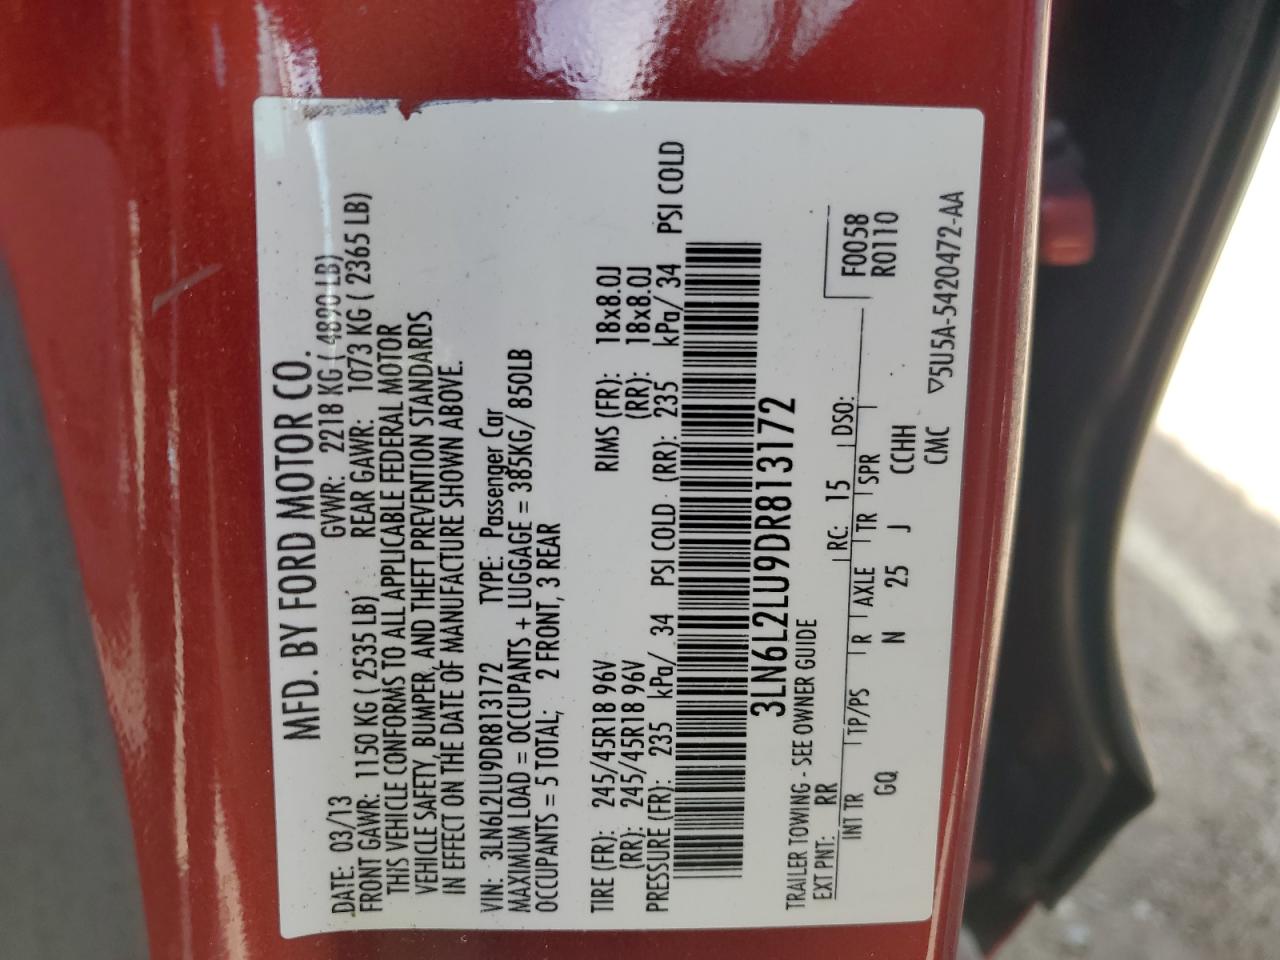 MFD. BY FORD MOTOR CO.
DATE: 03/13 GVWR: 2218 KG ( 4890 LB)
FRONT GAWR: 1150 KG ( 2535 LB) REAR GAWR: 1073 KG ( 2365 LB)
THIS VEHICLE CONFORMS TO ALL APPLICABLE FEDERAL MOTOR
VEHICLE SAFETY, BUMPER, AND THEFT PREVENTION STANDARDS
IN EFFECT ON THE DATE OF MANUFACTURE SHOWN ABOVE.
VIN: 3LN6L2LU9DR813172 TYPE: Passenger Car
MAXIMUM LOAD = OCCUPANTS + LUGGAGE = 385KG/ 850LB
OCCUPANTS = 5 TOTAL; 2 FRONT, 3 REAR
TIRE (FR): 245/45R18 96V RIMS (FR): 18x8.0J
(RR): 245/45R18 96V (RR): 18x8.0J
PRESSURE (FR): 235 kPa/ 34 PSI COLD (RR): 235 kPa/ 34 PSI COLD
3LN6L2LU9DR813172
TRAILER TOWING - SEE OWNER GUIDE
EXT PNT: RR RC: 15 DSO: F0058
R0110
INT TR TP/PS R AXLE TR SPR
GQ N 25 J CCHH
CMC
▽5U5A-5420472-AA